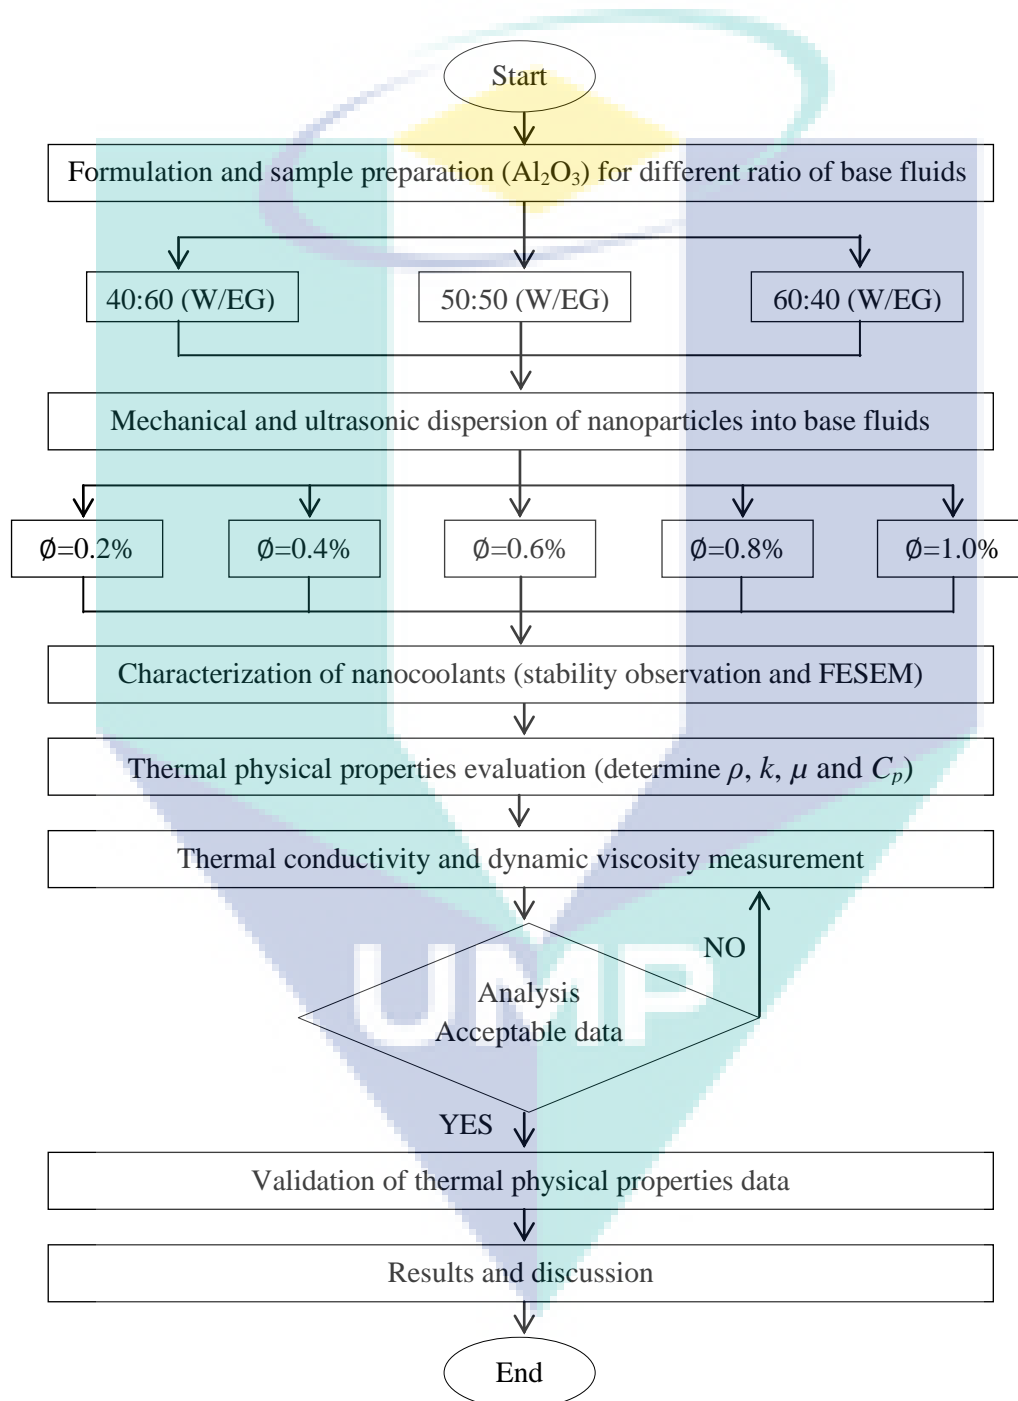 Start
Formulation and sample preparation (Al₂O₃) for different ratio of base fluids
40:60 (W/EG)
50:50 (W/EG)
60:40 (W/EG)
Mechanical and ultrasonic dispersion of nanoparticles into base fluids
Ø=0.2%
Ø=0.4%
Ø=0.6%
Ø=0.8%
Ø=1.0%
Characterization of nanocoolants (stability observation and FESEM)
Thermal physical properties evaluation (determine ρ, k, μ and Cₚ)
Thermal conductivity and dynamic viscosity measurement
NO
Analysis
Acceptable data
UMP
YES
Validation of thermal physical properties data
Results and discussion
End